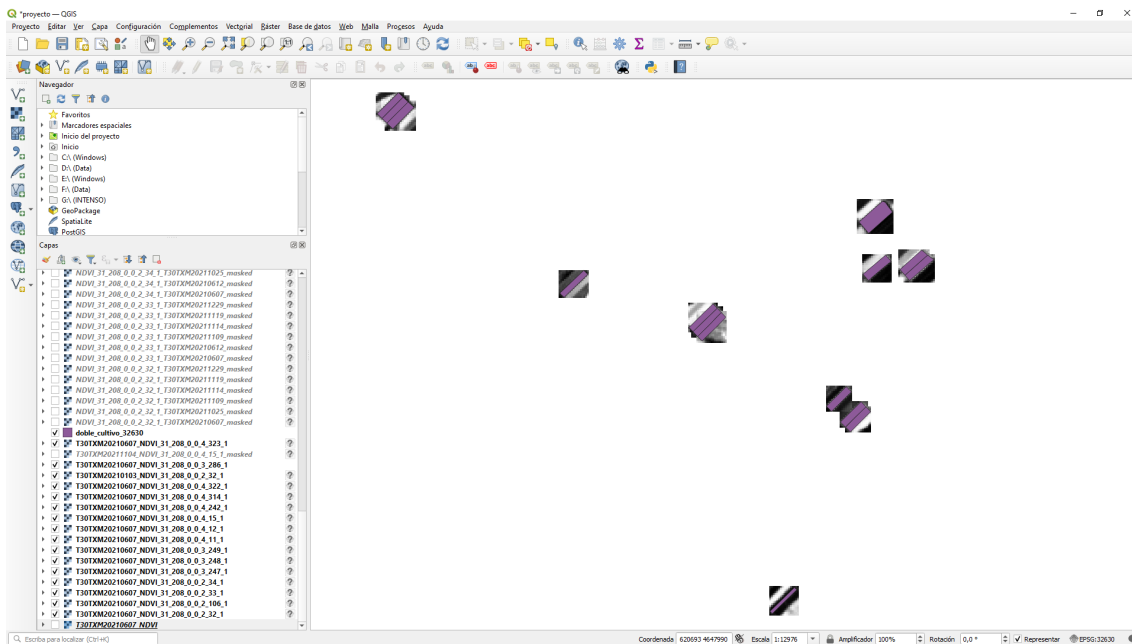 *proyecto — QGIS
Proyecto Editar Ver Capa Configuración Complementos Vectorial Ráster Base de datos Web Malla Procesos Ayuda
Navegador
Favoritos
Marcadores espaciales
Inicio del proyecto
Inicio
C:\ (Windows)
D:\ (Data)
E:\ (Windows)
F:\ (Data)
G:\ (INTENSO)
GeoPackage
SpatiaLite
PostGIS
Capas
NDVI_31_208_0_0_2_34_1_T30TXM20211025_masked
NDVI_31_208_0_0_2_34_1_T30TXM20210612_masked
NDVI_31_208_0_0_2_34_1_T30TXM20210607_masked
NDVI_31_208_0_0_2_33_1_T30TXM20211229_masked
NDVI_31_208_0_0_2_33_1_T30TXM20211119_masked
NDVI_31_208_0_0_2_33_1_T30TXM20211114_masked
NDVI_31_208_0_0_2_33_1_T30TXM20211109_masked
NDVI_31_208_0_0_2_33_1_T30TXM20210612_masked
NDVI_31_208_0_0_2_33_1_T30TXM20210607_masked
NDVI_31_208_0_0_2_32_1_T30TXM20211229_masked
NDVI_31_208_0_0_2_32_1_T30TXM20211119_masked
NDVI_31_208_0_0_2_32_1_T30TXM20211114_masked
NDVI_31_208_0_0_2_32_1_T30TXM20211109_masked
NDVI_31_208_0_0_2_32_1_T30TXM20211025_masked
NDVI_31_208_0_0_2_32_1_T30TXM20210607_masked
doble_cultivo_32630
T30TXM20210607_NDVI_31_208_0_0_4_323_1
T30TXM20211104_NDVI_31_208_0_0_4_15_1_masked
T30TXM20210607_NDVI_31_208_0_0_3_286_1
T30TXM20210103_NDVI_31_208_0_0_2_32_1
T30TXM20210607_NDVI_31_208_0_0_4_322_1
T30TXM20210607_NDVI_31_208_0_0_4_314_1
T30TXM20210607_NDVI_31_208_0_0_4_242_1
T30TXM20210607_NDVI_31_208_0_0_4_15_1
T30TXM20210607_NDVI_31_208_0_0_4_12_1
T30TXM20210607_NDVI_31_208_0_0_4_11_1
T30TXM20210607_NDVI_31_208_0_0_3_249_1
T30TXM20210607_NDVI_31_208_0_0_3_248_1
T30TXM20210607_NDVI_31_208_0_0_3_247_1
T30TXM20210607_NDVI_31_208_0_0_2_34_1
T30TXM20210607_NDVI_31_208_0_0_2_33_1
T30TXM20210607_NDVI_31_208_0_0_2_106_1
T30TXM20210607_NDVI_31_208_0_0_2_32_1
T30TXM20210607_NDVI
Escriba para localizar (Ctrl+K)
Coordenada 620693 4647990 Escala 1:12976 Amplificador 100% Rotación 0,0 ° Representar EPSG:32630